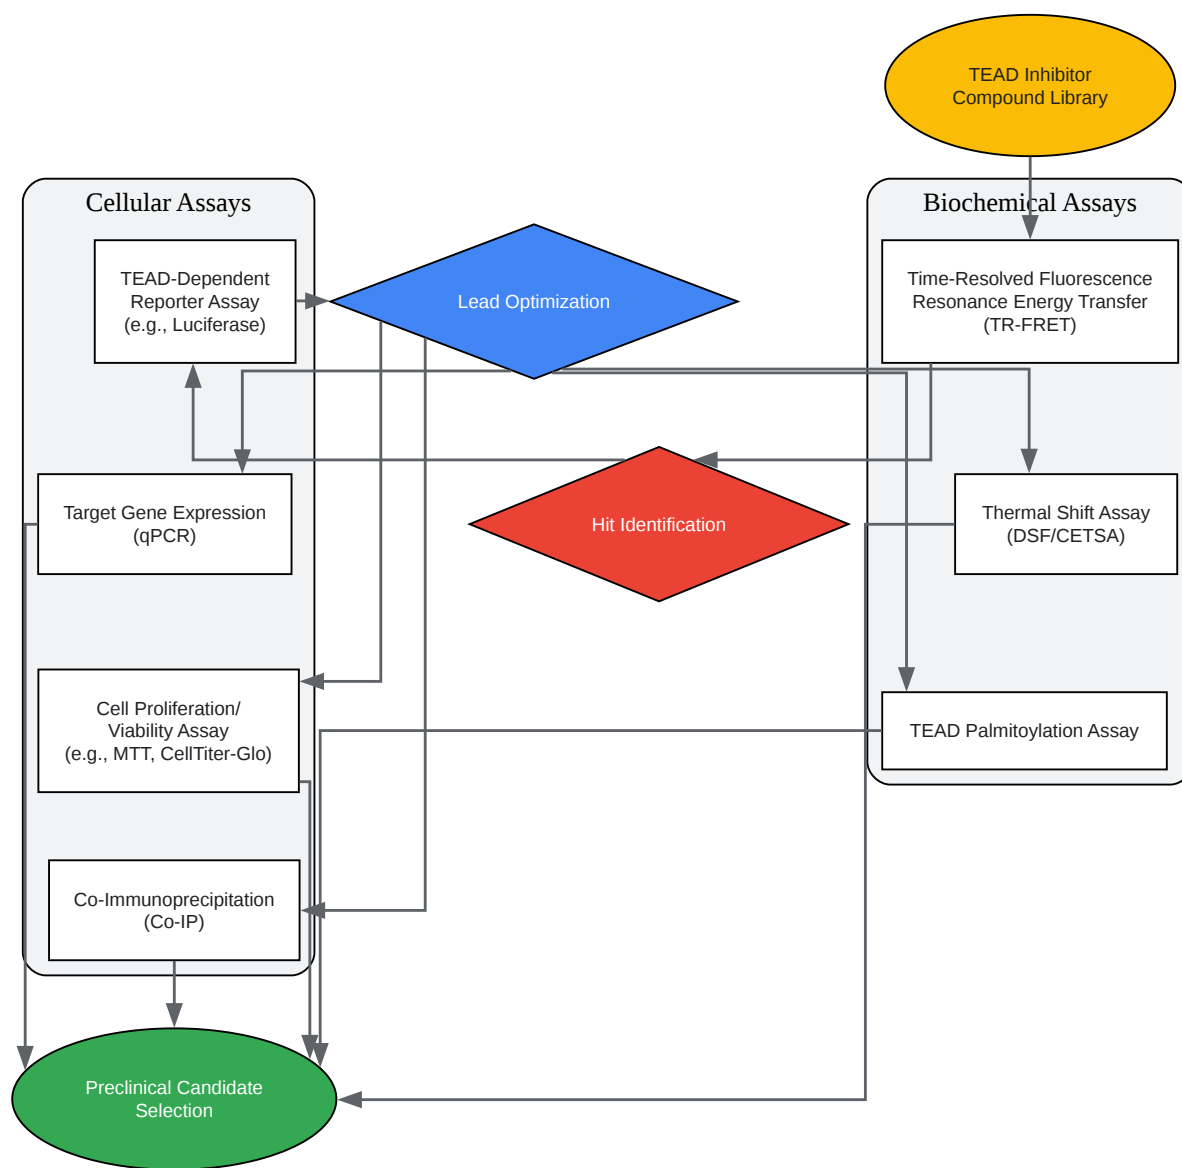 TEAD Inhibitor
Compound Library
Cellular Assays
Biochemical Assays
TEAD-Dependent
Reporter Assay
(e.g., Luciferase)
Lead Optimization
Time-Resolved Fluorescence
Resonance Energy Transfer
(TR-FRET)
Target Gene Expression
(qPCR)
Hit Identification
Thermal Shift Assay
(DSF/CETSA)
Cell Proliferation/
Viability Assay
(e.g., MTT, CellTiter-Glo)
TEAD Palmitoylation Assay
Co-Immunoprecipitation
(Co-IP)
Preclinical Candidate
Selection